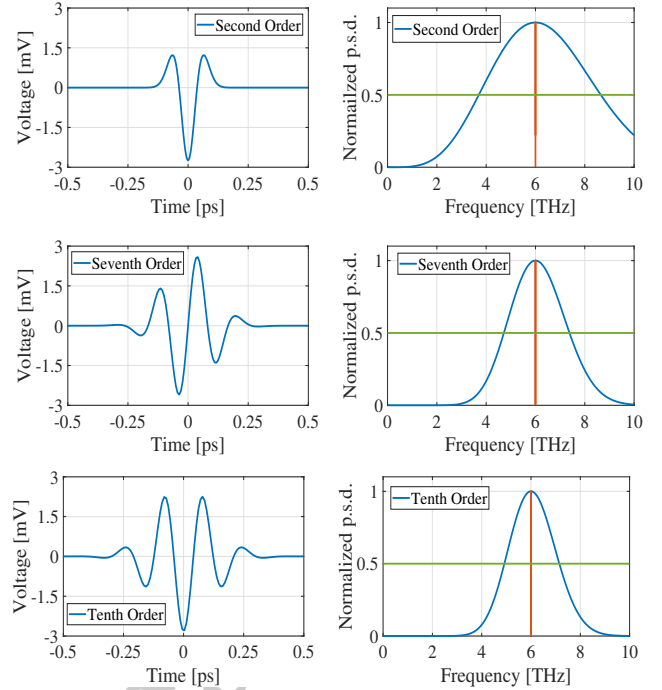 Second Order
Voltage [mV]
3
1.5
0
-1.5
-3
-0.5 -0.25 0 0.25 0.5
Time [ps]
Second Order
Normailzed p.s.d.
1
0.5
0
0 2 4 6 8 10
Frequency [THz]
Seventh Order
Voltage [mV]
3
1.5
0
-1.5
-3
-0.5 -0.25 0 0.25 0.5
Time [ps]
Seventh Order
Normalized p.s.d.
1
0.5
0
0 2 4 6 8 10
Frequency [THz]
Tenth Order
Voltage [mV]
3
1.5
0
-1.5
-3
-0.5 -0.25 0 0.25 0.5
Time [ps]
Tenth Order
Normalized p.s.d.
1
0.5
0
0 2 4 6 8 10
Frequency [THz]